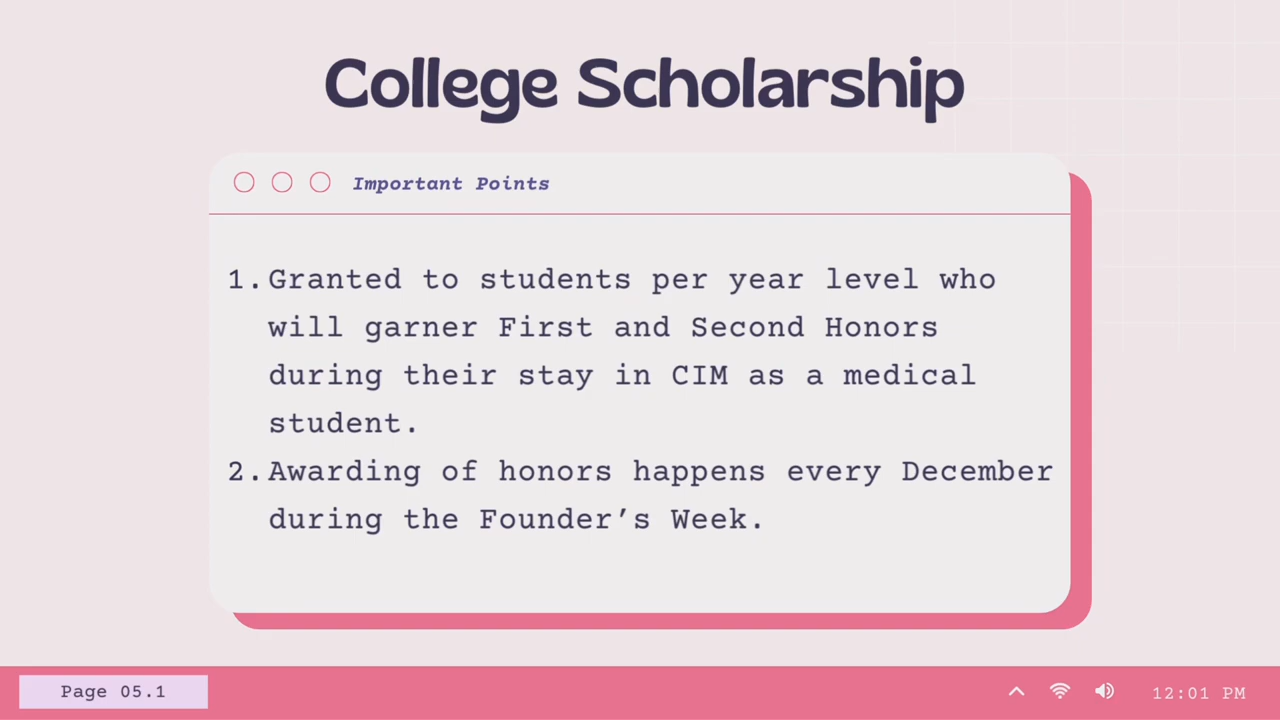 College Scholarship
Important Points
1. Granted to students per year level who
will garner First and Second Honors
during their stay in CIM as a medical
student.
2. Awarding of honors happens every December
during the Founder’s Week.
Page 05.1
12:01 PM